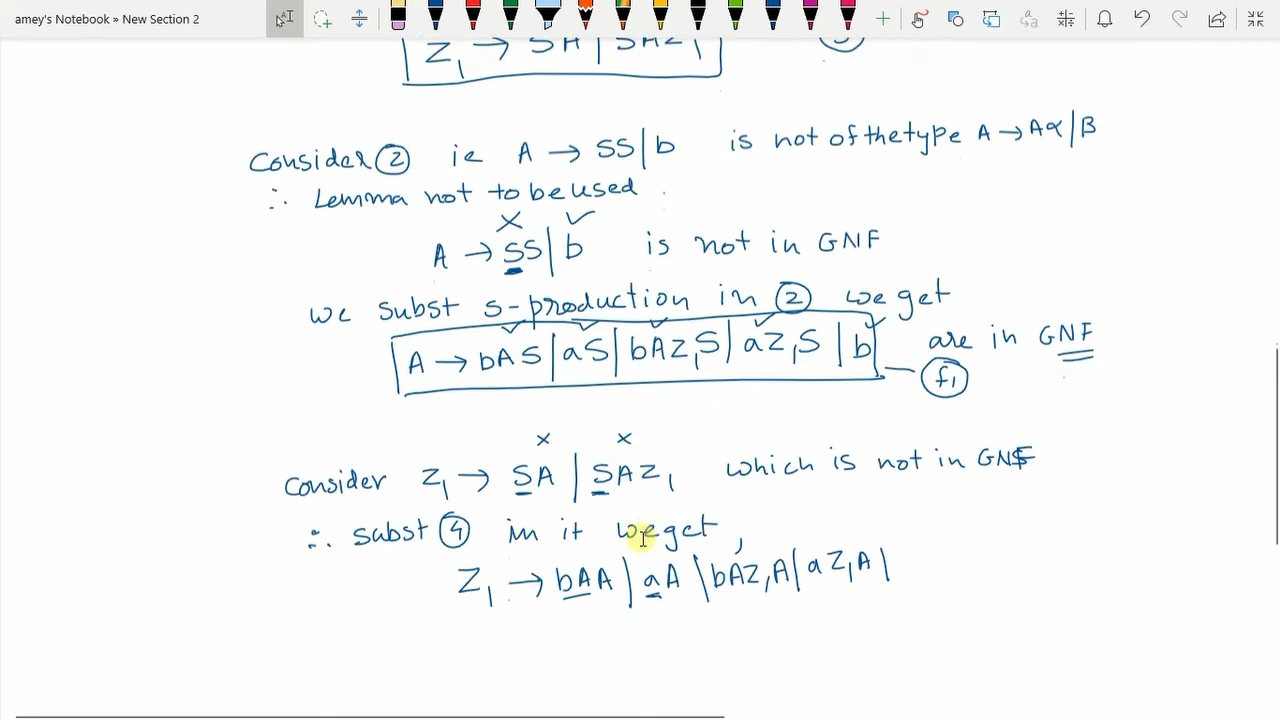 amey's Notebook » New Section 2
Z₁ → SA | SAZ₁
Consider ② ie A → SS | b is not of the type A → Aα | B
∴ Lemma not to be used
× ✓
A → SS | b is not in GNF
we subst S-production in ② we get
A → bAS | aS | bAZ₁S | aZ₁S | b are in GNF
f₁
× ×
Consider Z₁ → SA | SAZ₁ which is not in GNF
∴ subst ④ in it we get,
Z₁ → bAA | aA | bAZ₁A | aZ₁A |